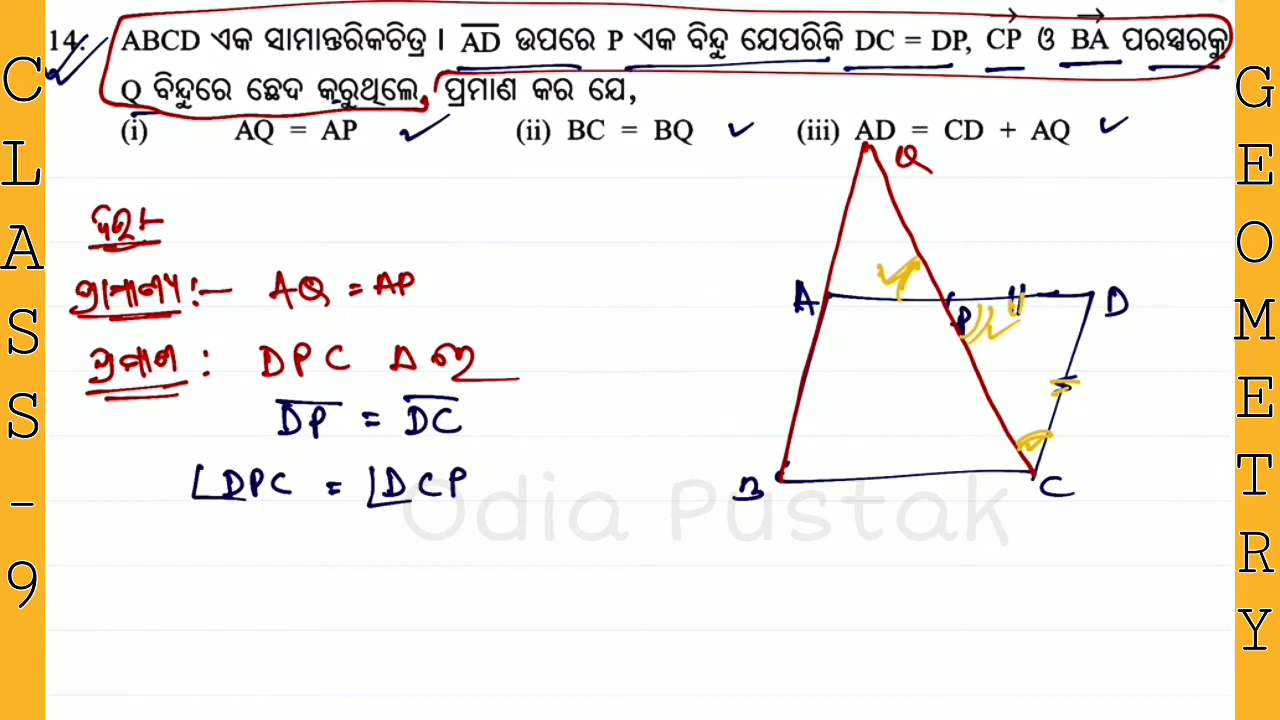 14. ABCD ଏକ ସାମାନ୍ତରିକଚିତ୍ର । AD ଉପରେ P ଏକ ବିନ୍ଦୁ ଯେପରିକି DC = DP, CP ଓ BA ପରସ୍ପରକୁ
Q ବିନ୍ଦୁରେ ଛେଦ କରୁଥିଲେ, ପ୍ରମାଣ କର ଯେ,
(i) AQ = AP (ii) BC = BQ (iii) AD = CD + AQ
ଦତ୍ତ :-
ପ୍ରାମାଣ୍ୟ :- AQ = AP
ପ୍ରମାଣ : DPC Δ ରେ
DP = DC
∠DPC = ∠DCP
Q
A
P
D
B
C
Odia Pustak
CLASS-9
GEOMETRY